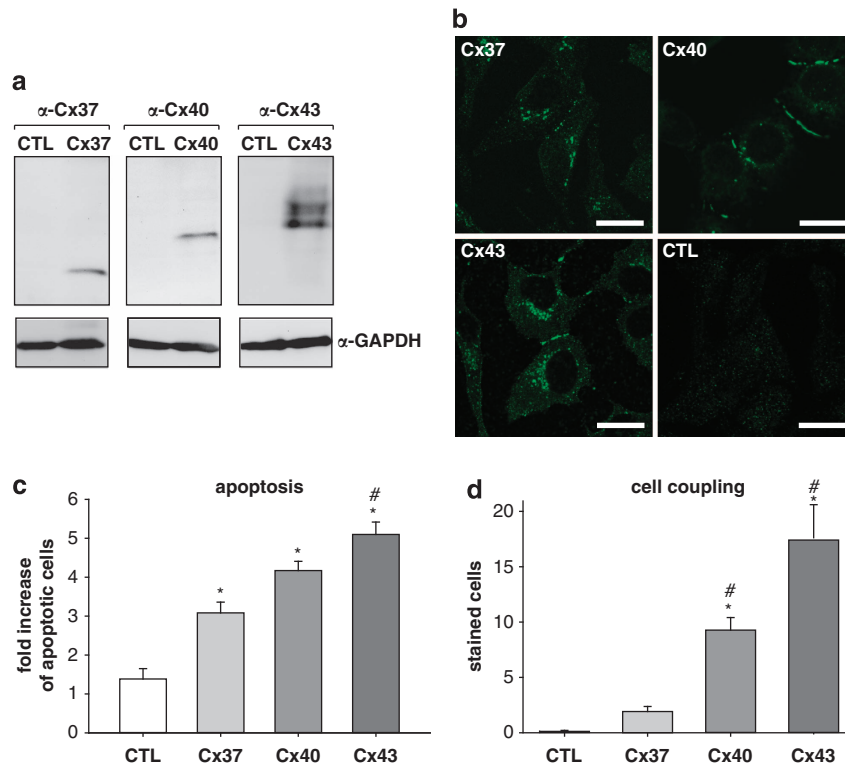 a
α-Cx37 α-Cx40 α-Cx43
CTL Cx37 CTL Cx40 CTL Cx43
α-GAPDH
b
Cx37 Cx40
Cx43 CTL
c
apoptosis
fold increase
of apoptotic cells
6
5
4
3
2
1
0
*
*
#
*
CTL Cx37 Cx40 Cx43
d
cell coupling
stained cells
20
15
10
5
0
#
*
#
*
CTL Cx37 Cx40 Cx43